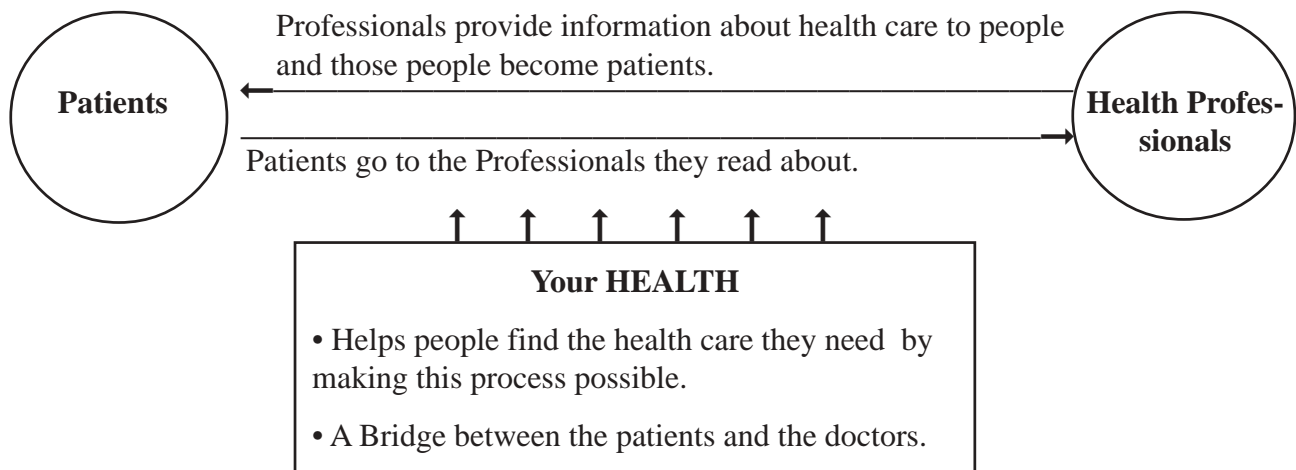 Professionals provide information about health care to people
and those people become patients.
Patients
Health Profes-
sionals
Patients go to the Professionals they read about.
Your HEALTH
• Helps people find the health care they need  by
making this process possible.
• A Bridge between the patients and the doctors.